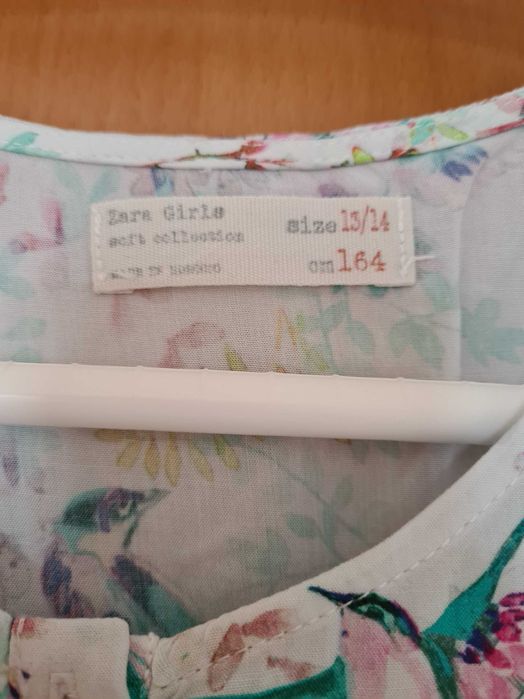 Zara Girls
soft collection
MADE IN MOROCCO
size 13/14
cm 164